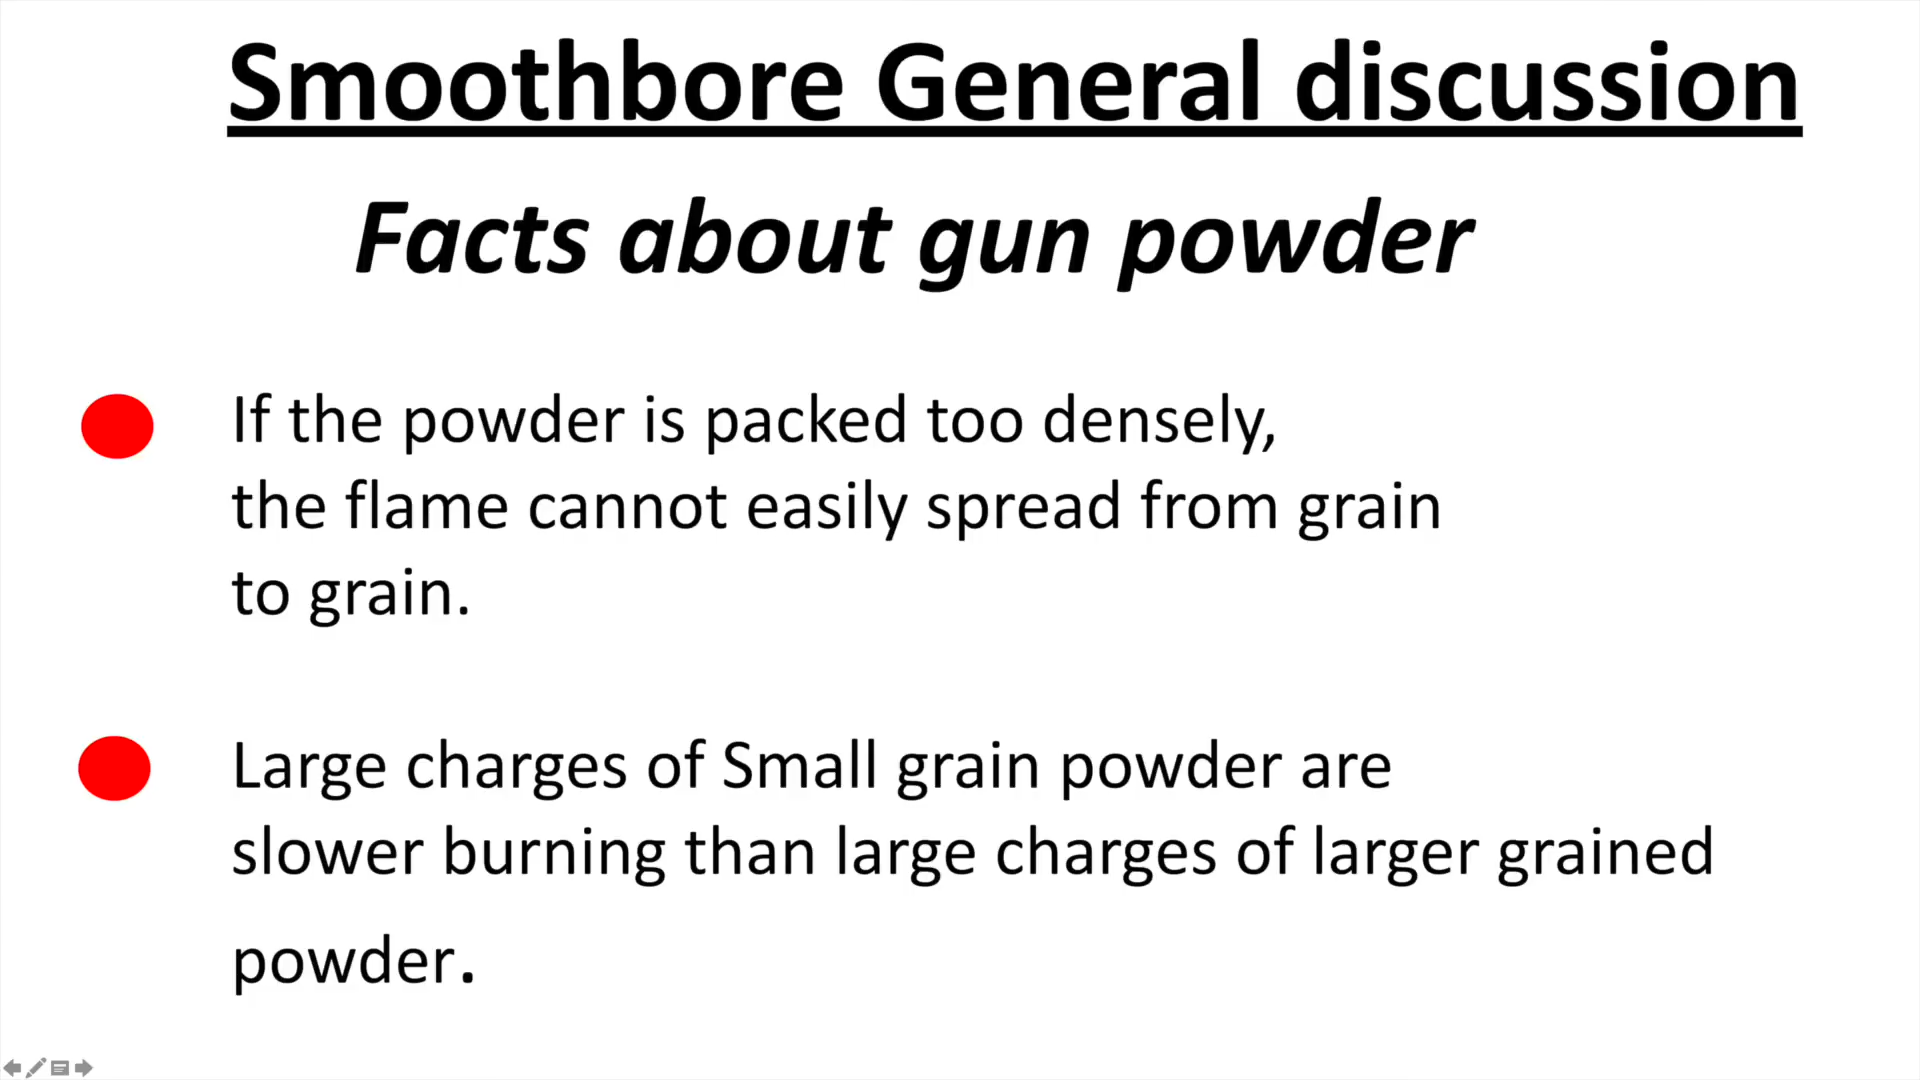 Smoothbore General discussion
Facts about gun powder
If the powder is packed too densely,
the flame cannot easily spread from grain
to grain.
Large charges of Small grain powder are
slower burning than large charges of larger grained
powder.